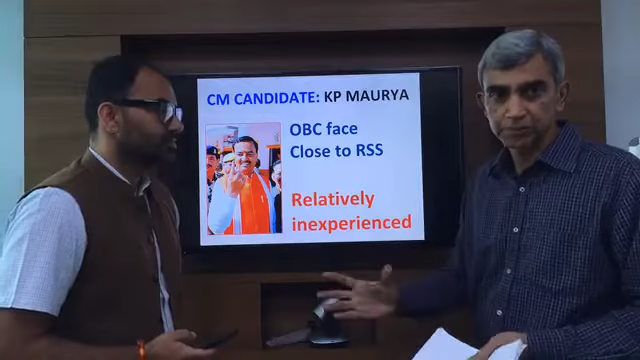 CM CANDIDATE: KP MAURYA
OBC face
Close to RSS
Relatively
inexperienced